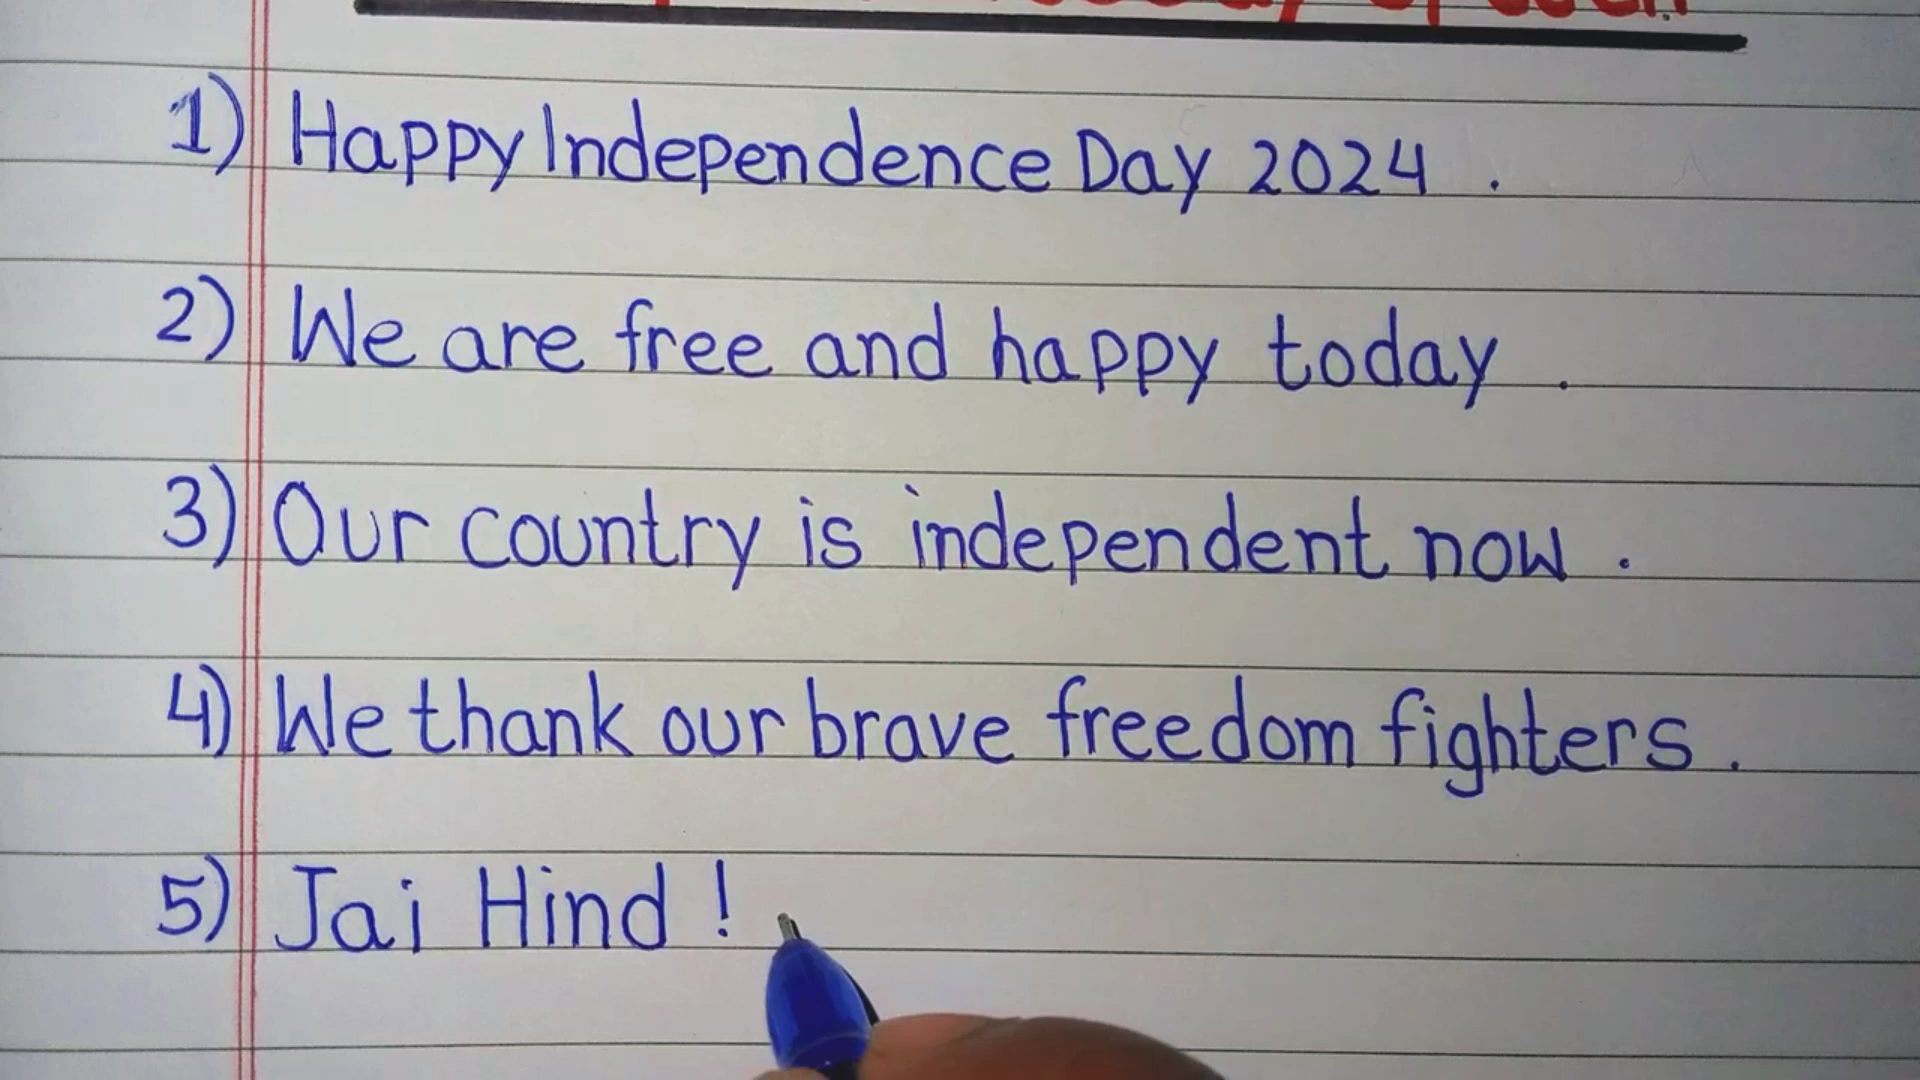 1) Happy Independence Day 2024 .
2) We are free and happy today .
3) Our country is independent now .
4) We thank our brave freedom fighters .
5) Jai Hind !